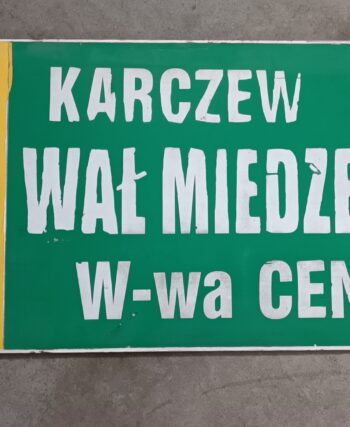 KARCZEW
WAŁ MIEDZE
W-wa CEN